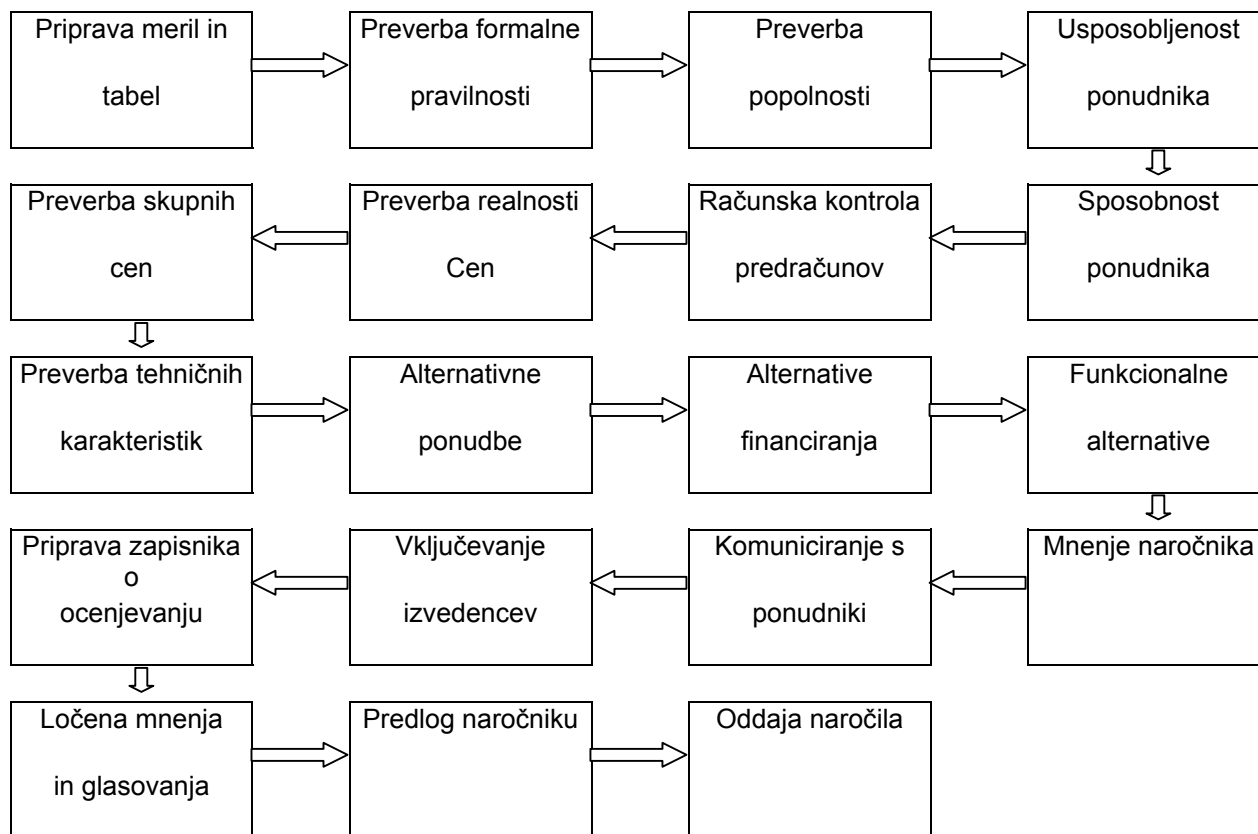 Priprava meril in
tabel
Preverba formalne
pravilnosti
Preverba
popolnosti
Usposobljenost
ponudnika
Preverba skupnih
cen
Preverba realnosti
Cen
Računska kontrola
predračunov
Sposobnost
ponudnika
Preverba tehničnih
karakteristik
Alternativne
ponudbe
Alternative
financiranja
Funkcionalne
alternative
Priprava zapisnika
o
ocenjevanju
Vključevanje
izvedencev
Komuniciranje s
ponudniki
Mnenje naročnika
Ločena mnenja
in glasovanja
Predlog naročniku
Oddaja naročila